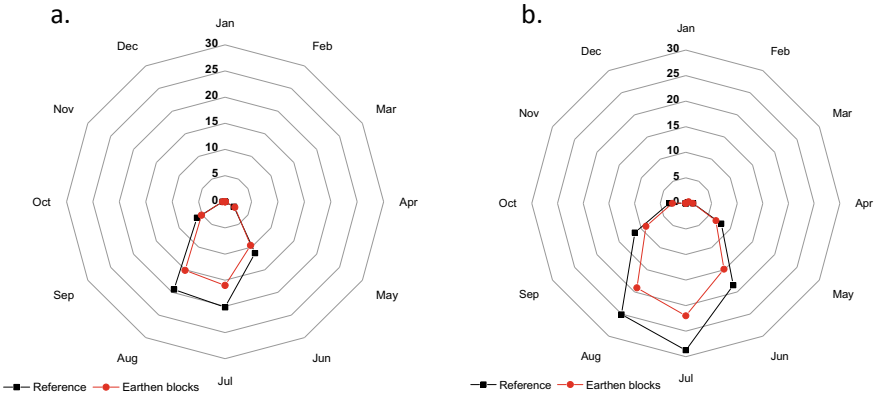 a.
Jan
Feb
Mar
Apr
May
Jun
Jul
Aug
Sep
Oct
Nov
Dec
30
25
20
15
10
5
0
Reference Earthen blocks
b.
Jan
Feb
Mar
Apr
May
Jun
Jul
Aug
Sep
Oct
Nov
Dec
30
25
20
15
10
5
0
Reference Earthen blocks